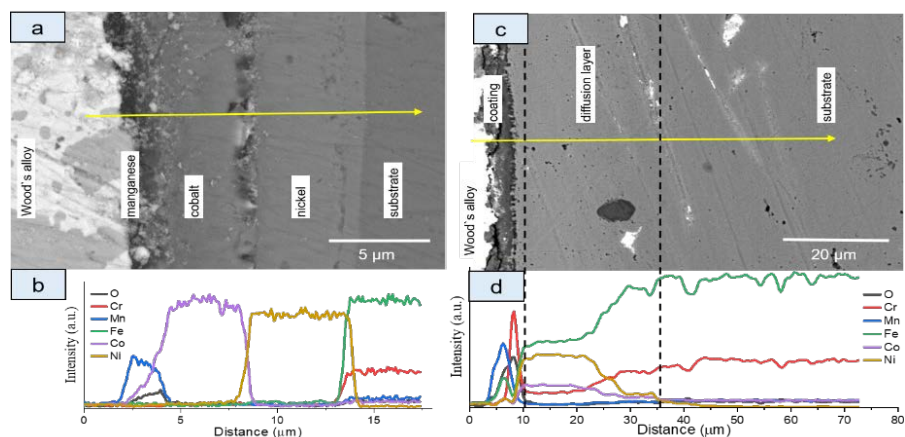 a
Wood`s alloy
manganese
cobalt
nickel
substrate
5 µm
b
O
Cr
Mn
Fe
Co
Ni
Intensity (a.u.)
0 5 10 15
Distance (µm)
c
Wood`s alloy
coating
diffusion layer
substrate
20 µm
d
O
Cr
Mn
Fe
Co
Ni
Intensity (a.u.)
0 10 20 30 40 50 60 70 80
Distance (µm)